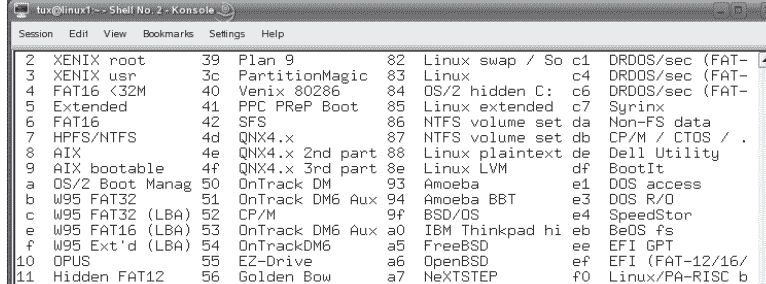 tux@linux1:~ - Shell No. 2 - Konsole
Session Edit View Bookmarks Settings Help
2 XENIX root 39 Plan 9 82 Linux swap / So c1 DRDOS/sec (FAT-
3 XENIX usr 3c PartitionMagic 83 Linux c4 DRDOS/sec (FAT-
4 FAT16 <32M 40 Venix 80286 84 OS/2 hidden C: c6 DRDOS/sec (FAT-
5 Extended 41 PPC PReP Boot 85 Linux extended c7 Syrinx
6 FAT16 42 SFS 86 NTFS volume set da Non-FS data
7 HPFS/NTFS 4d QNX4.x 87 NTFS volume set db CP/M / CTOS / .
8 AIX 4e QNX4.x 2nd part 88 Linux plaintext de Dell Utility
9 AIX bootable 4f QNX4.x 3rd part 8e Linux LVM df BootIt
a OS/2 Boot Manag 50 OnTrack DM 93 Amoeba e1 DOS access
b W95 FAT32 51 OnTrack DM6 Aux 94 Amoeba BBT e3 DOS R/O
c W95 FAT32 (LBA) 52 CP/M 9f BSD/OS e4 SpeedStor
e W95 FAT16 (LBA) 53 OnTrack DM6 Aux a0 IBM Thinkpad hi eb BeOS fs
f W95 Ext'd (LBA) 54 OnTrackDM6 a5 FreeBSD ee EFI GPT
10 OPUS 55 EZ-Drive a6 OpenBSD ef EFI (FAT-12/16/
11 Hidden FAT12 56 Golden Bow a7 NeXTSTEP f0 Linux/PA-RISC b